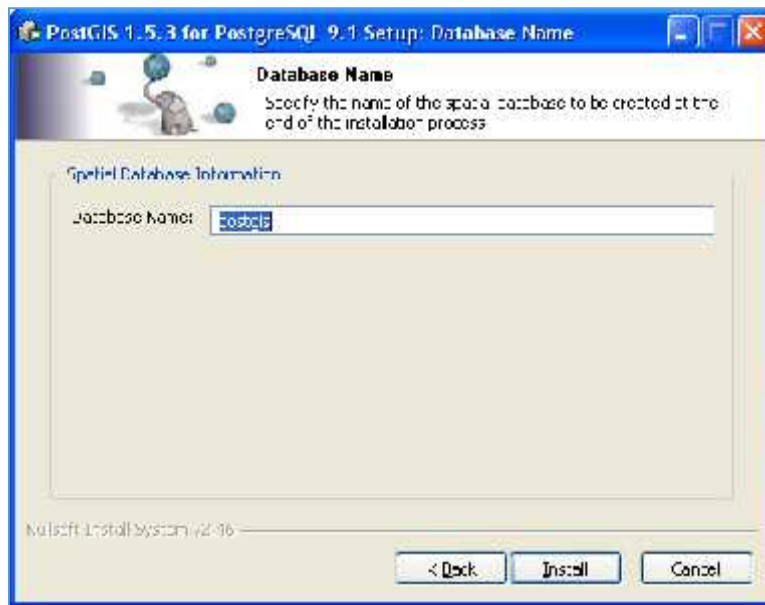 PostGIS 1.5.3 for PostgreSQL 9.1 Setup: Database Name
Database Name
Specify the name of the spatial database to be created at the
end of the installation process
Spatial Database Information
Database Name:
postgis
Nullsoft Install System v2.46
< Back
Install
Cancel